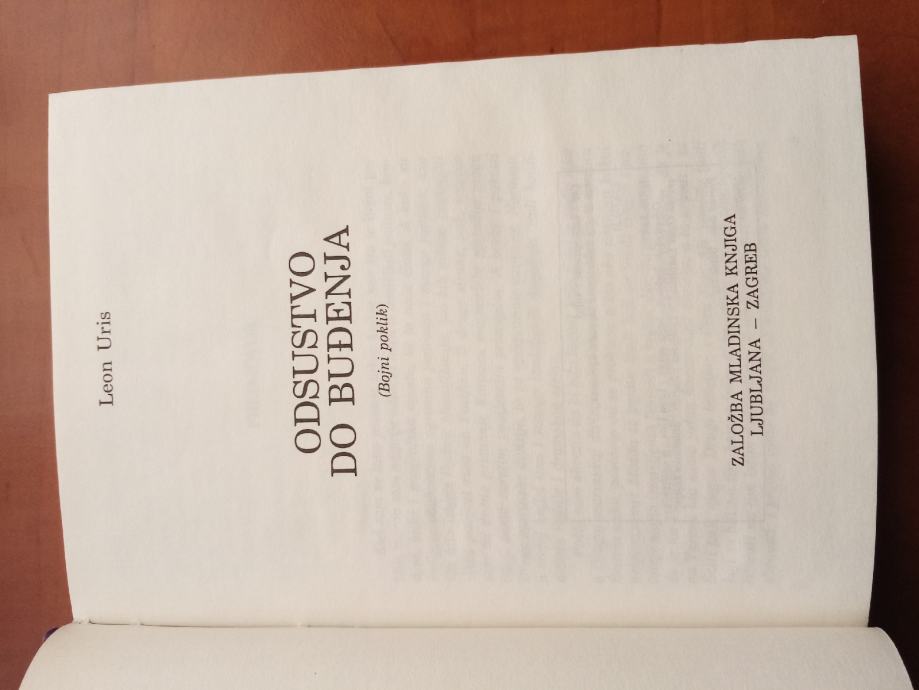 Leon Uris
ODSUSTVO
DO BUĐENJA
(Bojni poklik)
ZALOŽBA MLADINSKA KNJIGA
LJUBLJANA – ZAGREB